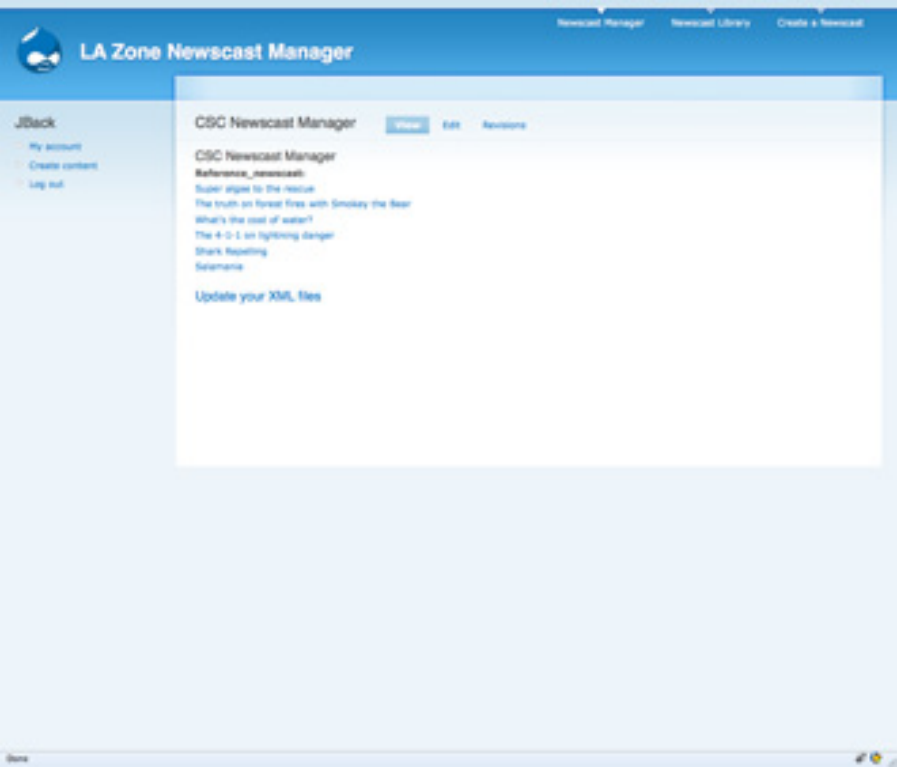 Newscast Manager Newscast Library Create a Newscast
LA Zone Newscast Manager
JBack
My account
Create content
Log out
CSC Newscast Manager View Edit Revisions
CSC Newscast Manager
Reference_newscast:
Super algae to the rescue
The truth on forest fires with Smokey the Bear
What's the cost of water?
The 4-1-1 on lightning danger
Shark Repelling
Update your XML files
Done